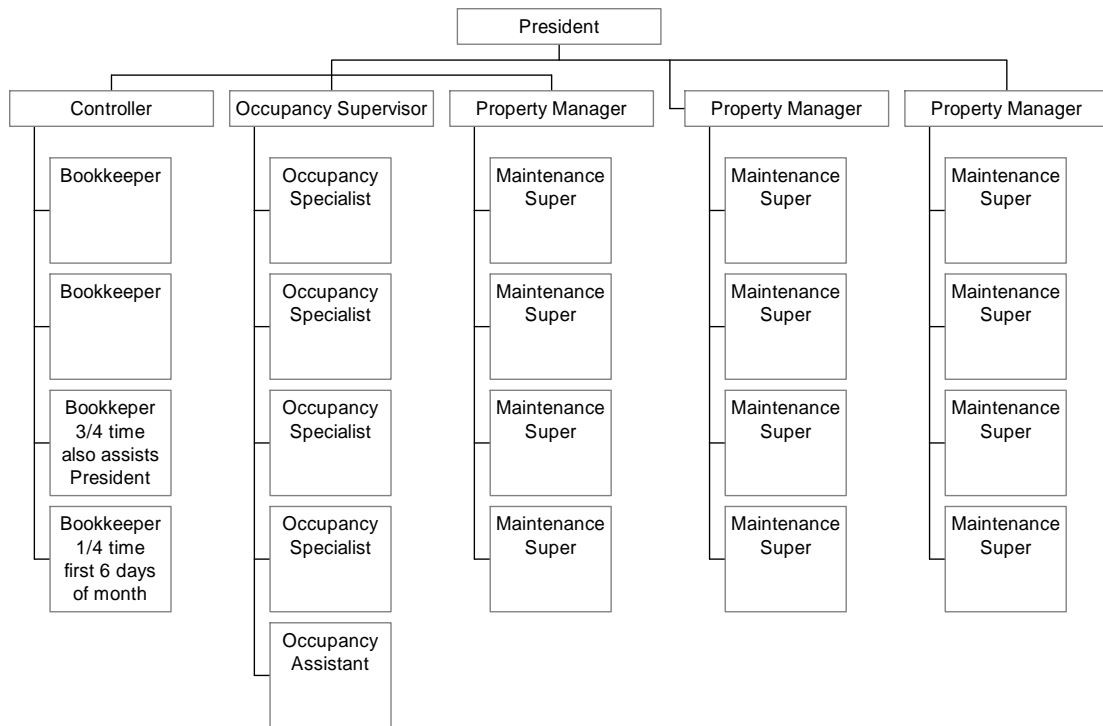 President
Controller
Occupancy Supervisor
Property Manager
Property Manager
Property Manager
Bookkeeper
Occupancy
Specialist
Maintenance
Super
Maintenance
Super
Maintenance
Super
Bookkeeper
Occupancy
Specialist
Maintenance
Super
Maintenance
Super
Maintenance
Super
Bookkeper
3/4 time
also assists
President
Occupancy
Specialist
Maintenance
Super
Maintenance
Super
Maintenance
Super
Bookkeeper
1/4 time
first 6 days
of month
Occupancy
Specialist
Maintenance
Super
Maintenance
Super
Maintenance
Super
Occupancy
Assistant